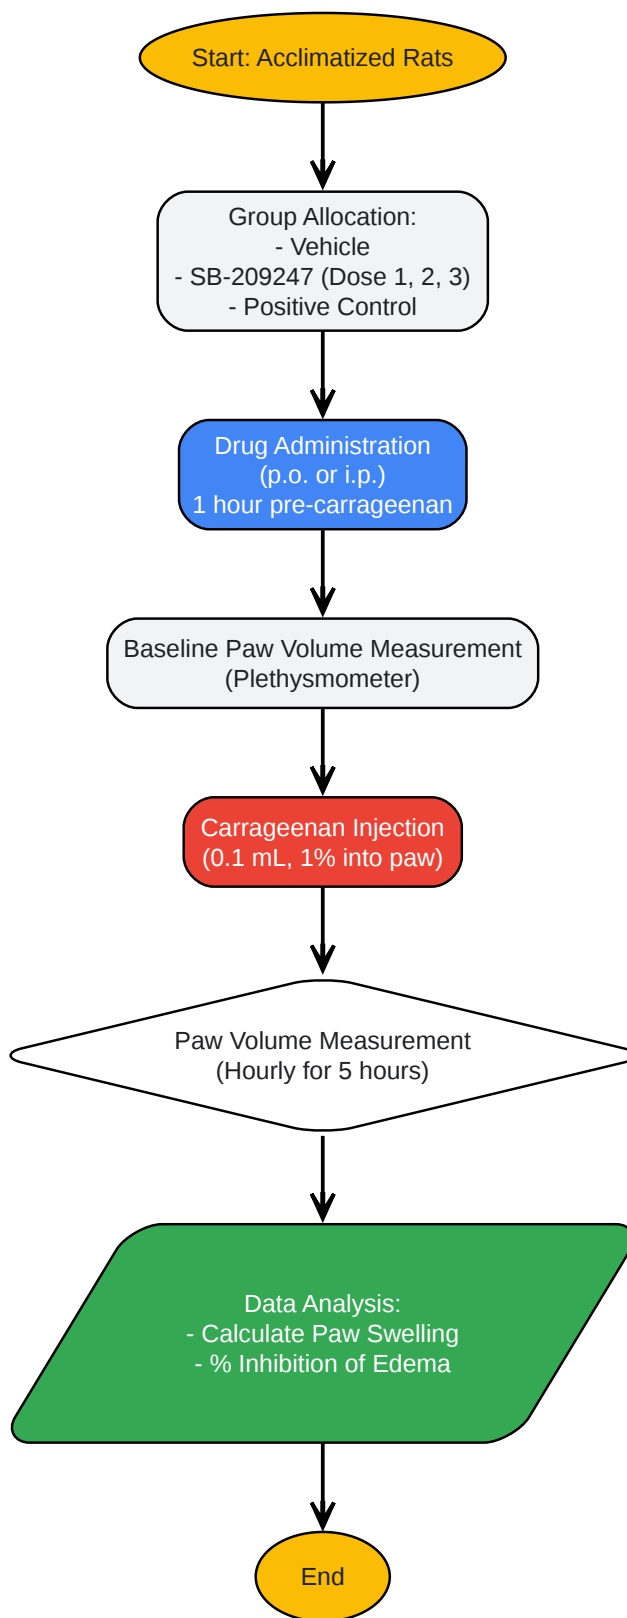 Start: Acclimatized Rats
Group Allocation:
- Vehicle
- SB-209247 (Dose 1, 2, 3)
- Positive Control
Drug Administration
(p.o. or i.p.)
1 hour pre-carrageenan
Baseline Paw Volume Measurement
(Plethysmometer)
Carrageenan Injection
(0.1 mL, 1% into paw)
Paw Volume Measurement
(Hourly for 5 hours)
Data Analysis:
- Calculate Paw Swelling
- % Inhibition of Edema
End